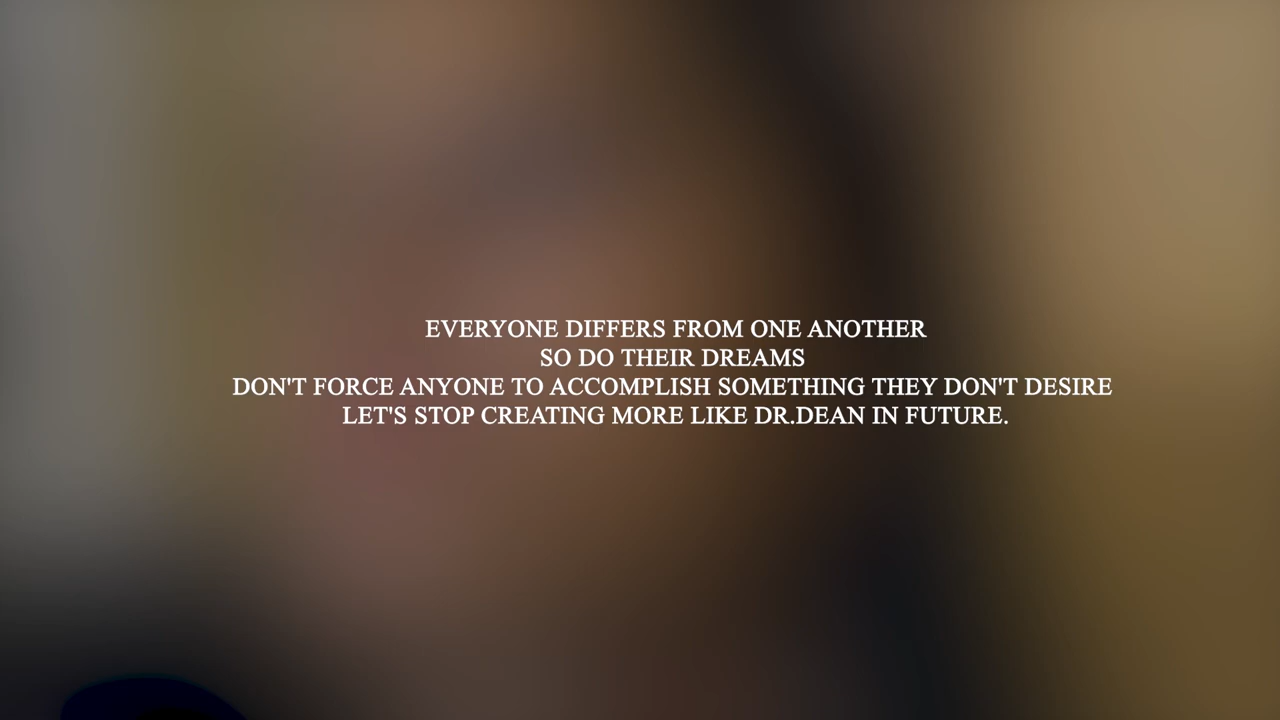 EVERYONE DIFFERS FROM ONE ANOTHER
SO DO THEIR DREAMS
DON'T FORCE ANYONE TO ACCOMPLISH SOMETHING THEY DON'T DESIRE
LET'S STOP CREATING MORE LIKE DR.DEAN IN FUTURE.